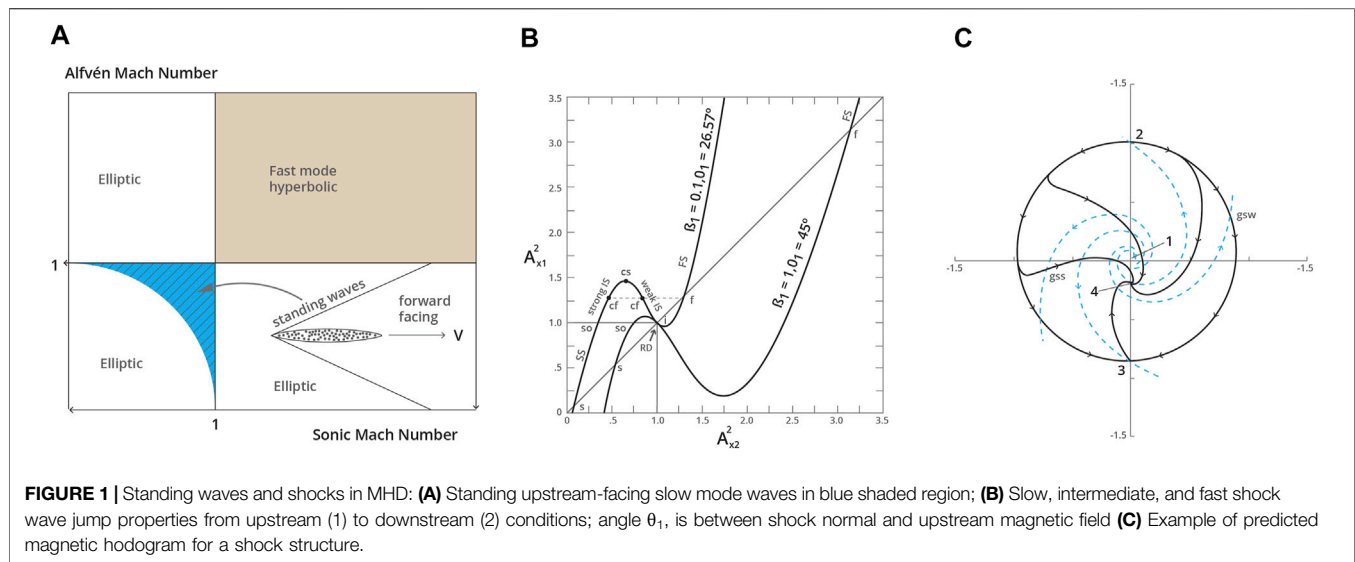 A
Alfvén Mach Number
Elliptic
Fast mode
hyperbolic
1
standing waves
forward
facing
V
Elliptic
Elliptic
1
Sonic Mach Number
B
3.5
3.0
2.5
2.0
1.5
1.0
.5
0
A²x1
0
.5
1.0
1.5
2.0
2.5
3.0
3.5
A²x2
ß₁ = 0.1,0₁ = 26.57º
ß₁ = 1,0₁ = 45º
FS
f
FS
f
cs
strong IS
weak IS
cf
cf
so
so
i
RD
SS
s
s
C
-1.5
2
gsw
1
-1.5
-1.5
gss
4
3
-1.5
FIGURE 1 | Standing waves and shocks in MHD: (A) Standing upstream-facing slow mode waves in blue shaded region; (B) Slow, intermediate, and fast shock
wave jump properties from upstream (1) to downstream (2) conditions; angle θ₁, is between shock normal and upstream magnetic field (C) Example of predicted
magnetic hodogram for a shock structure.